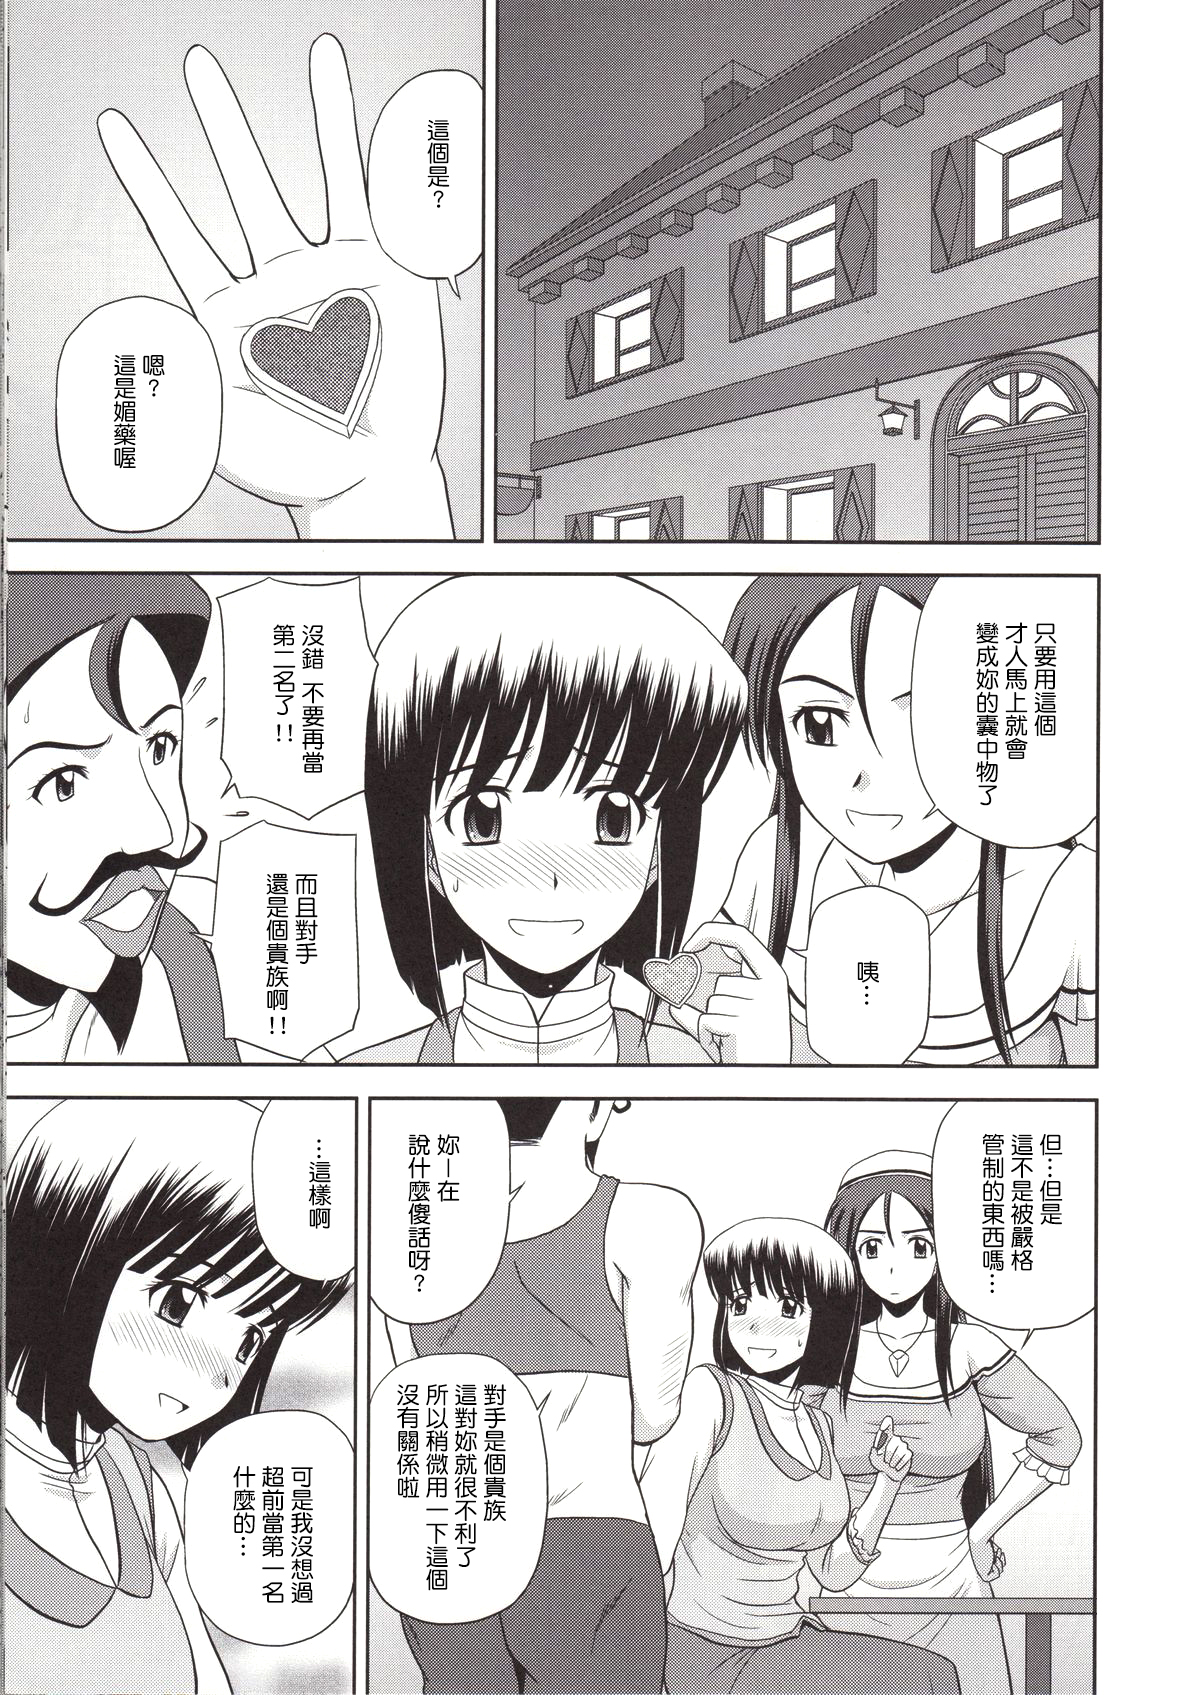 這個是？
嗯？
這是媚藥喔
只要用這個
才人馬上就會
變成妳的囊中物了
咦…
沒錯 不要再當
第二名了！！
而且對手
還是個貴族啊！！
但…但是
這不是被嚴格
管制的東西嗎…
妳－在
說什麼傻話呀？
對手是個貴族
這對妳就很不利了
所以稍微用一下這個
沒有關係啦
…這樣啊
可是我沒想過
超前當第一名
什麼的…